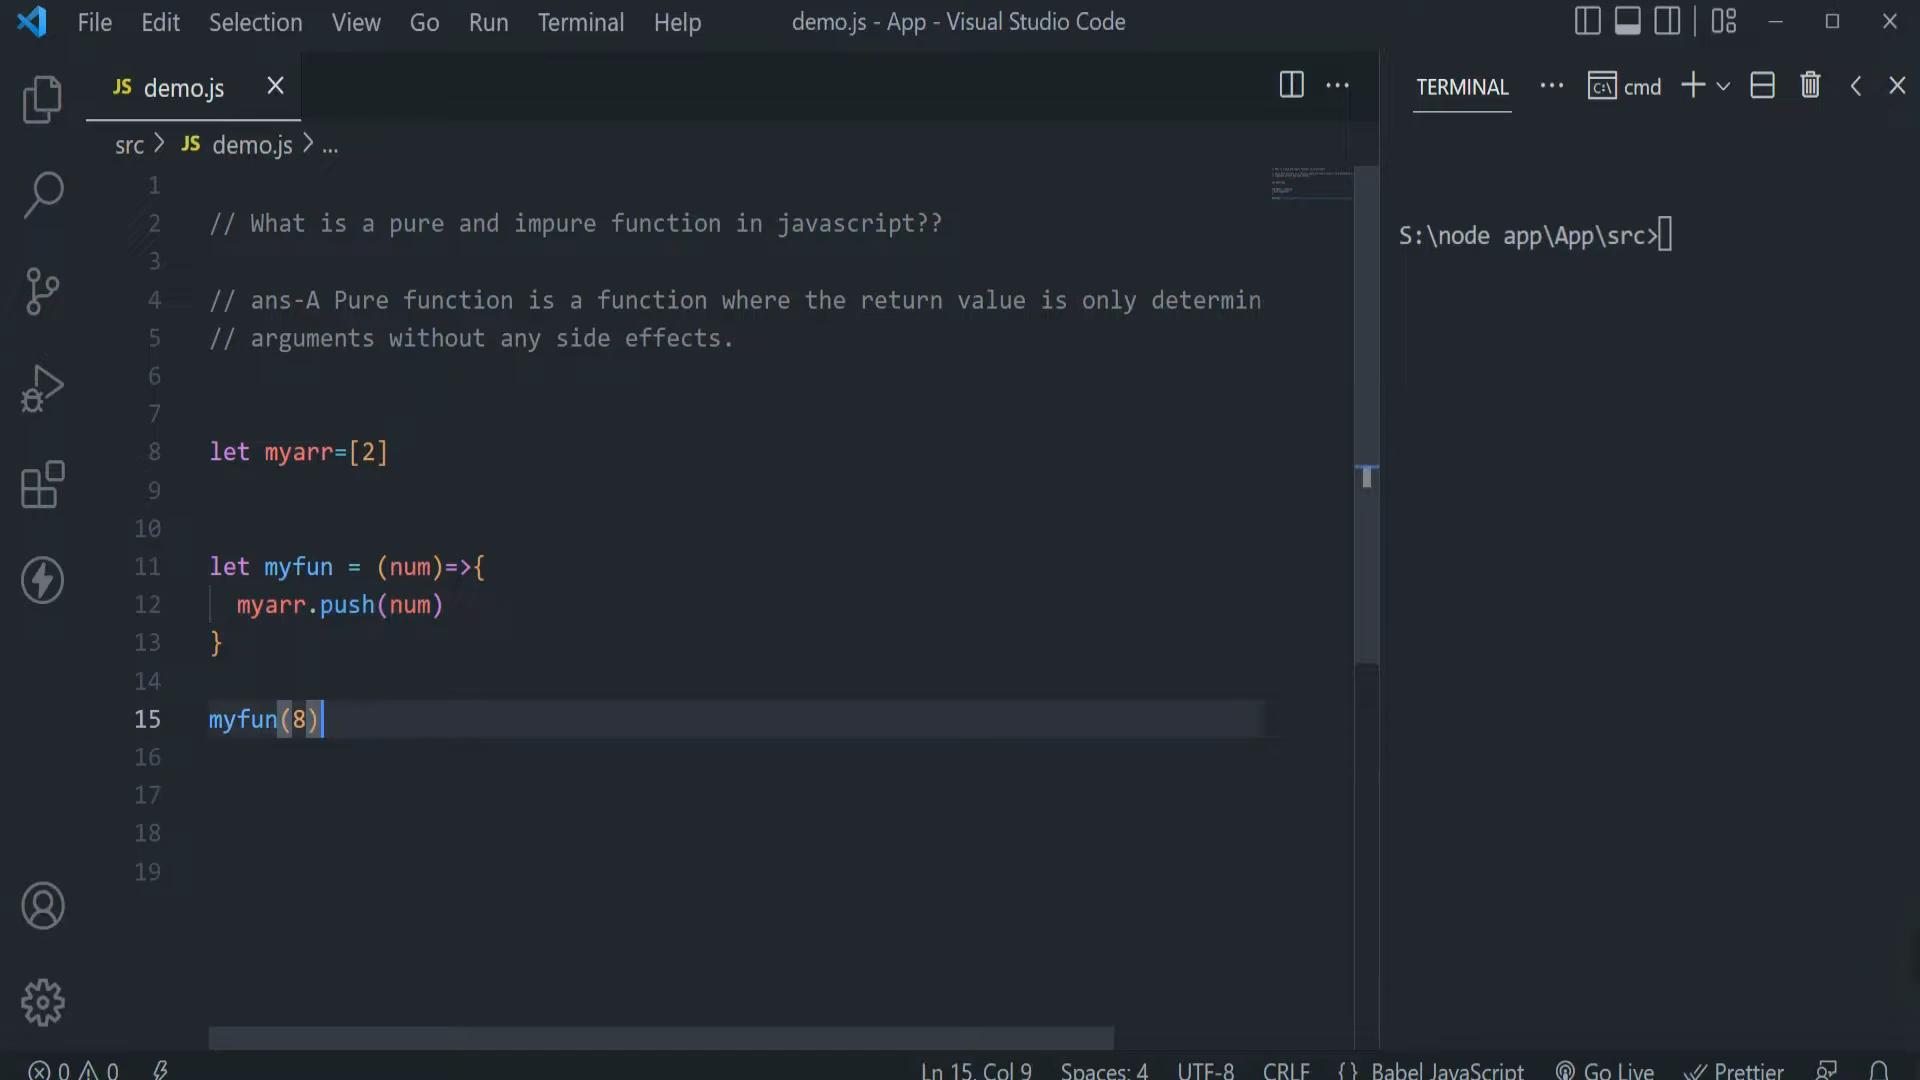 File Edit Selection View Go Run Terminal Help demo.js - App - Visual Studio Code
JS demo.js
TERMINAL ... cmd
src > JS demo.js > ...
1
2 // What is a pure and impure function in javascript??
3
4 // ans-A Pure function is a function where the return value is only determin
5 // arguments without any side effects.
6
7
8 let myarr=[2]
9
10
11 let myfun = (num)=>{
12 myarr.push(num)
13 }
14
15 myfun(8)
16
17
18
19
S:\node app\App\src>
0 0 Ln 15, Col 9 Spaces: 4 UTF-8 CRLF {} Babel JavaScript Go Live Prettier